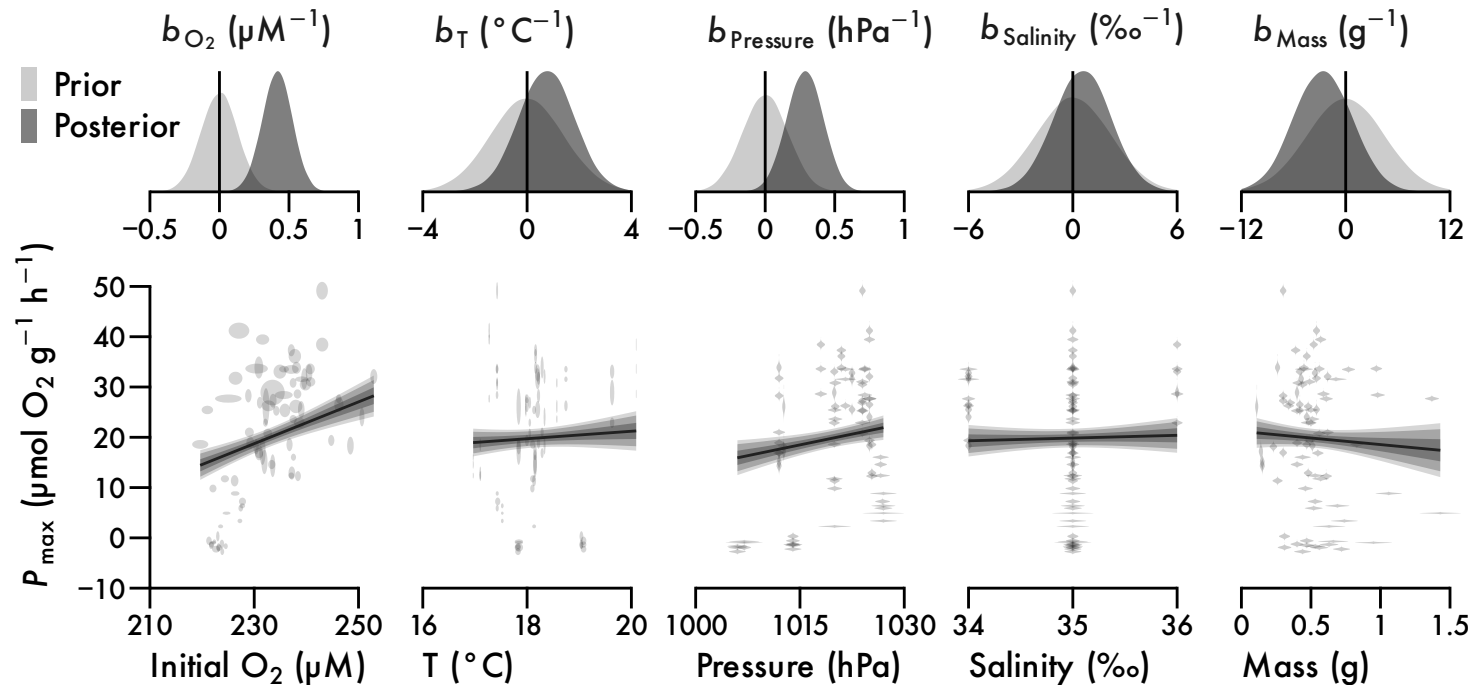 b O₂ (µM⁻¹) b T (°C⁻¹) b Pressure (hPa⁻¹) b Salinity (‰⁻¹) b Mass (g⁻¹)
Prior
Posterior
−0.5 0 0.5 1 −4 0 4 −0.5 0 0.5 1 −6 0 6 −12 0 12
P max (µmol O₂ g⁻¹ h⁻¹)
50
40
30
20
10
0
−10
210 230 250 16 18 20 1000 1015 1030 34 35 36 0 0.5 1 1.5
Initial O₂ (µM) T (°C) Pressure (hPa) Salinity (‰) Mass (g)